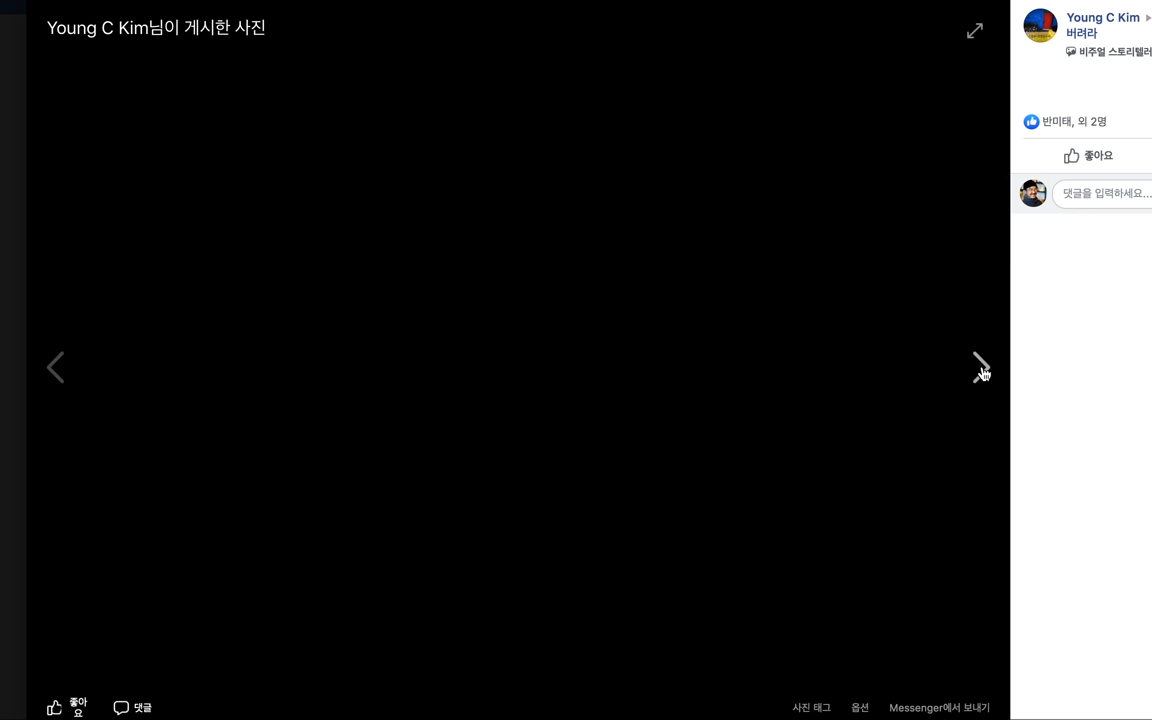 Young C Kim님이 게시한 사진
Young C Kim
버려라
비주얼 스토리텔러
반미태, 외 2명
좋아요
댓글을 입력하세요...
좋아
요
댓글
사진 태그
옵션
Messenger에서 보내기